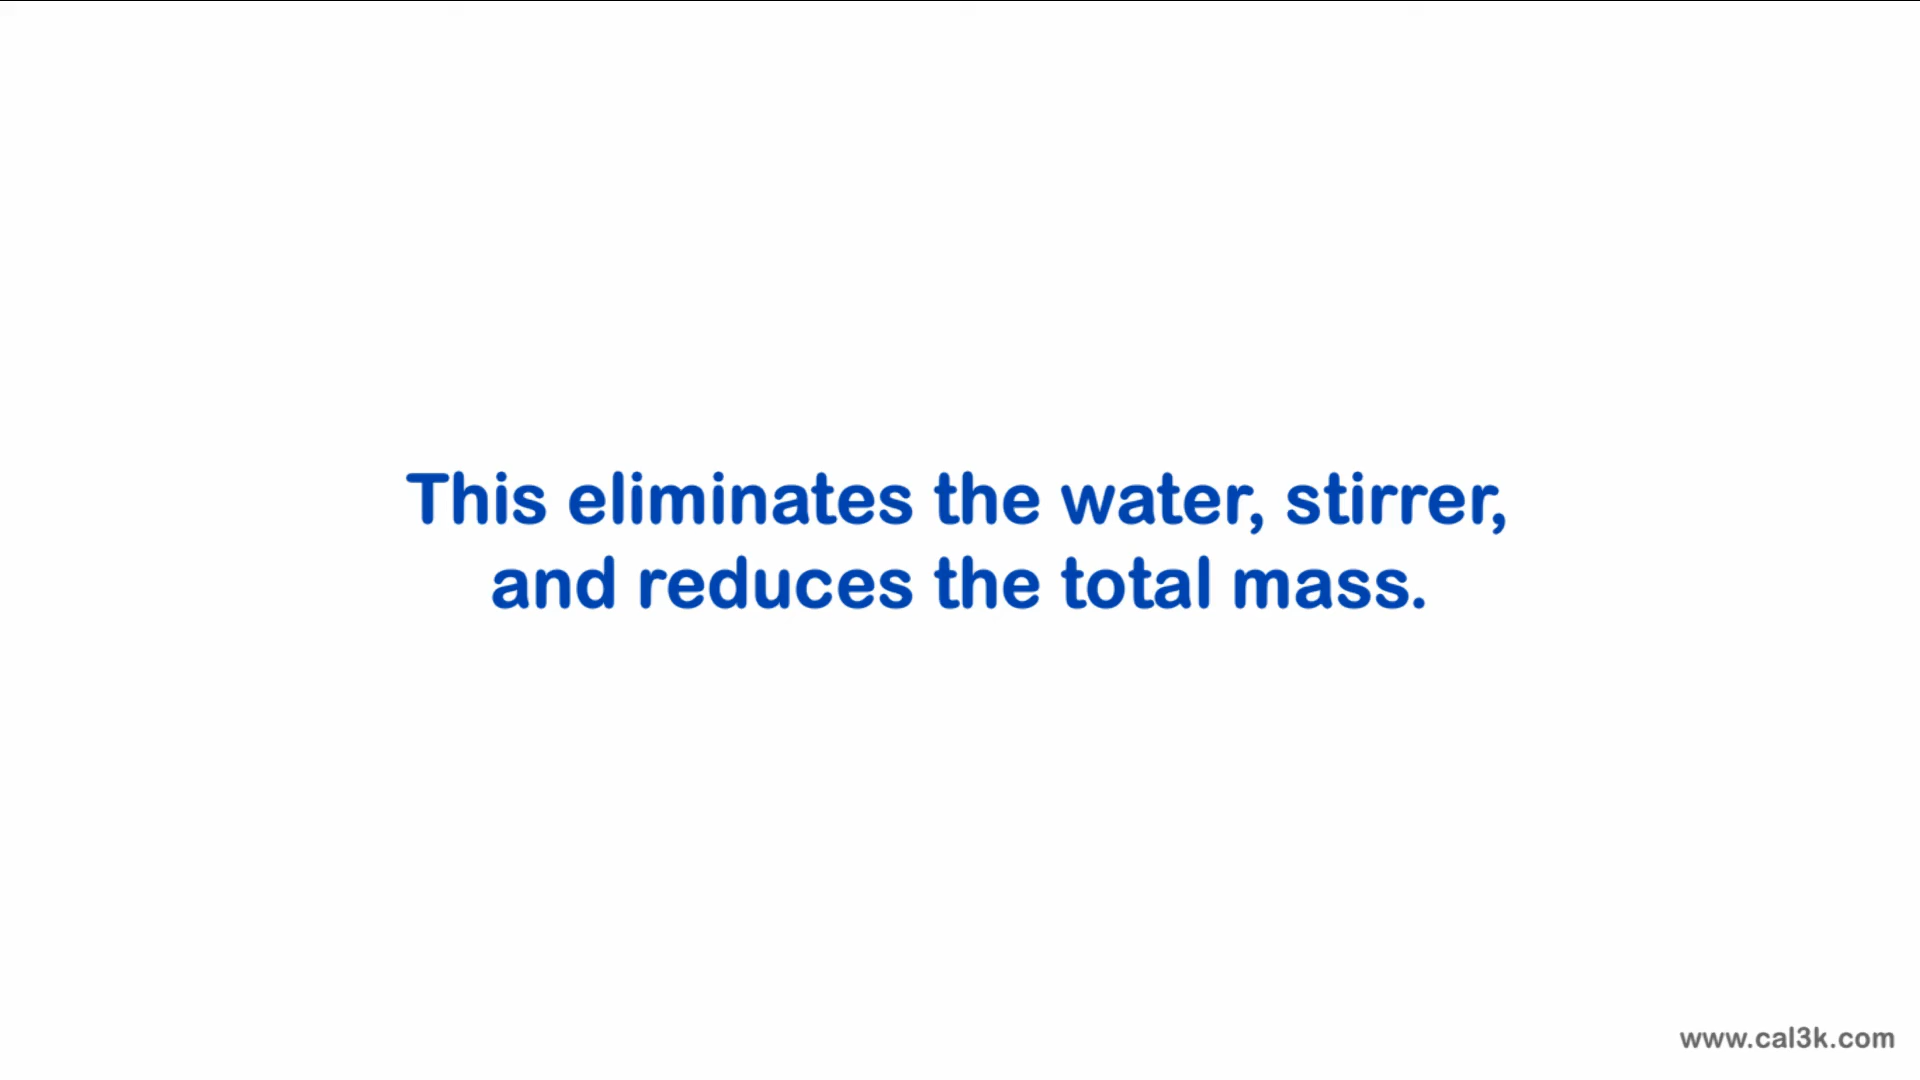 This eliminates the water, stirrer,
and reduces the total mass.
www.cal3k.com